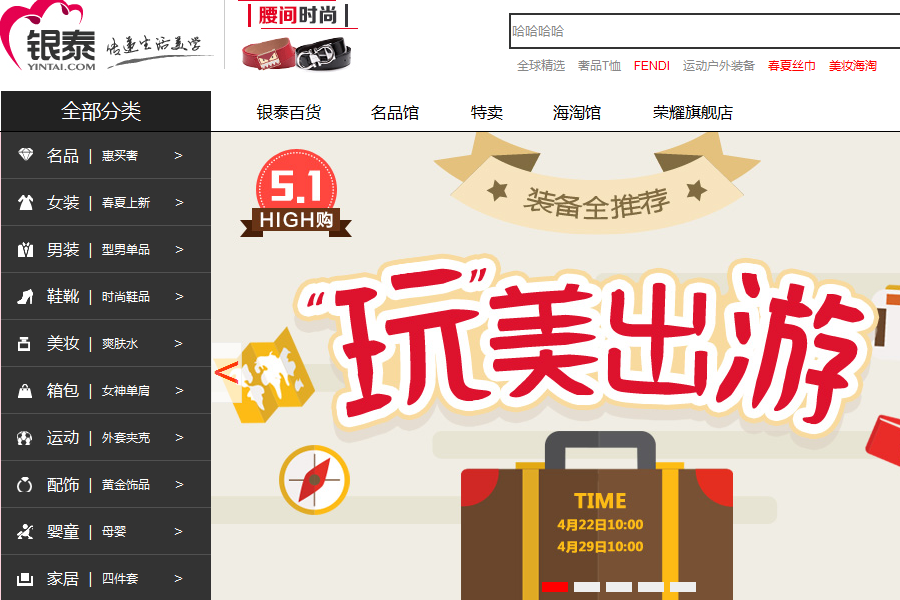 银泰
YINTAI.COM
传递生活美学
腰间时尚
哈哈哈哈
全球精选 奢品T恤 FENDI 运动户外装备 春夏丝巾 美妆海淘
全部分类 银泰百货 名品馆 特卖 海淘馆 荣耀旗舰店
名品 | 惠买奢 >
女装 | 春夏上新 >
男装 | 型男单品 >
鞋靴 | 时尚鞋品 >
美妆 | 爽肤水 >
箱包 | 女神单肩 >
运动 | 外套夹克 >
配饰 | 黄金饰品 >
婴童 | 母婴 >
家居 | 四件套 >
5.1
HIGH购
装备全推荐
“玩”美出游
<
TIME
4月22日10:00
4月29日10:00